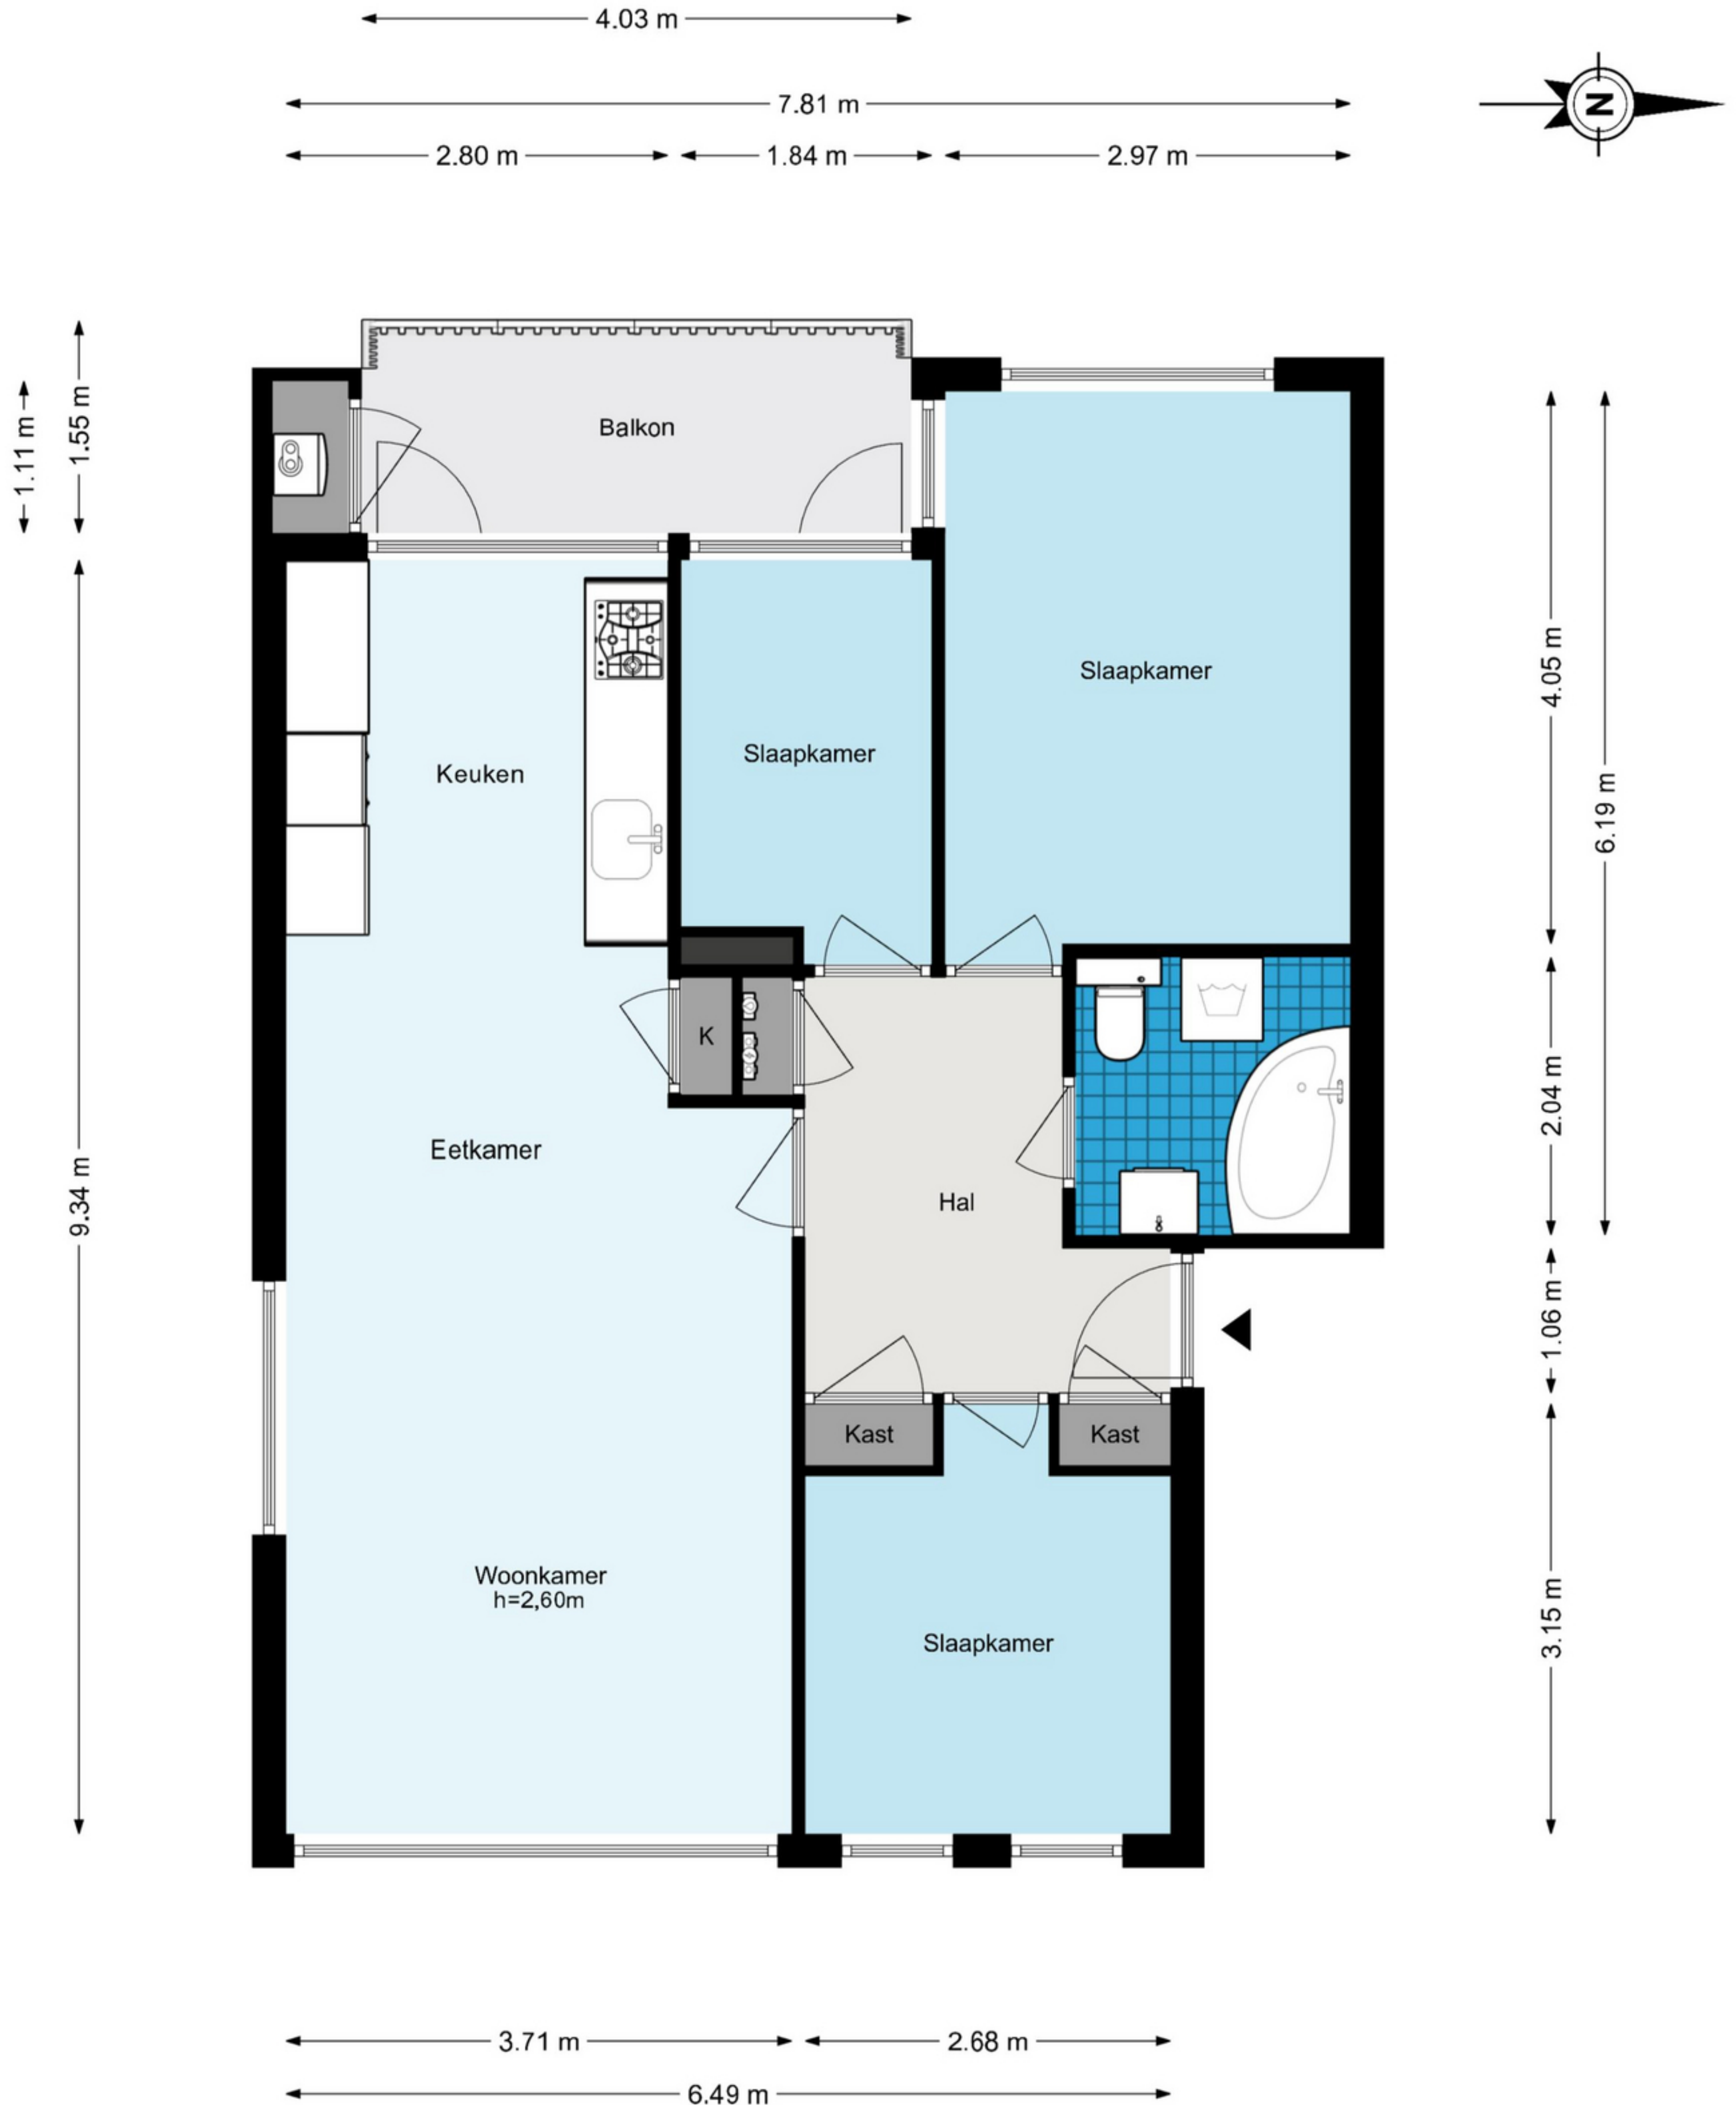 4.03 m
7.81 m
2.80 m
1.84 m
2.97 m
N
1.11 m
1.55 m
Balkon
Slaapkamer
4.05 m
Slaapkamer
Keuken
6.19 m
K
2.04 m
Eetkamer
9.34 m
Hal
1.06 m
Kast
Kast
Woonkamer
h=2,60m
3.15 m
Slaapkamer
3.71 m
2.68 m
6.49 m